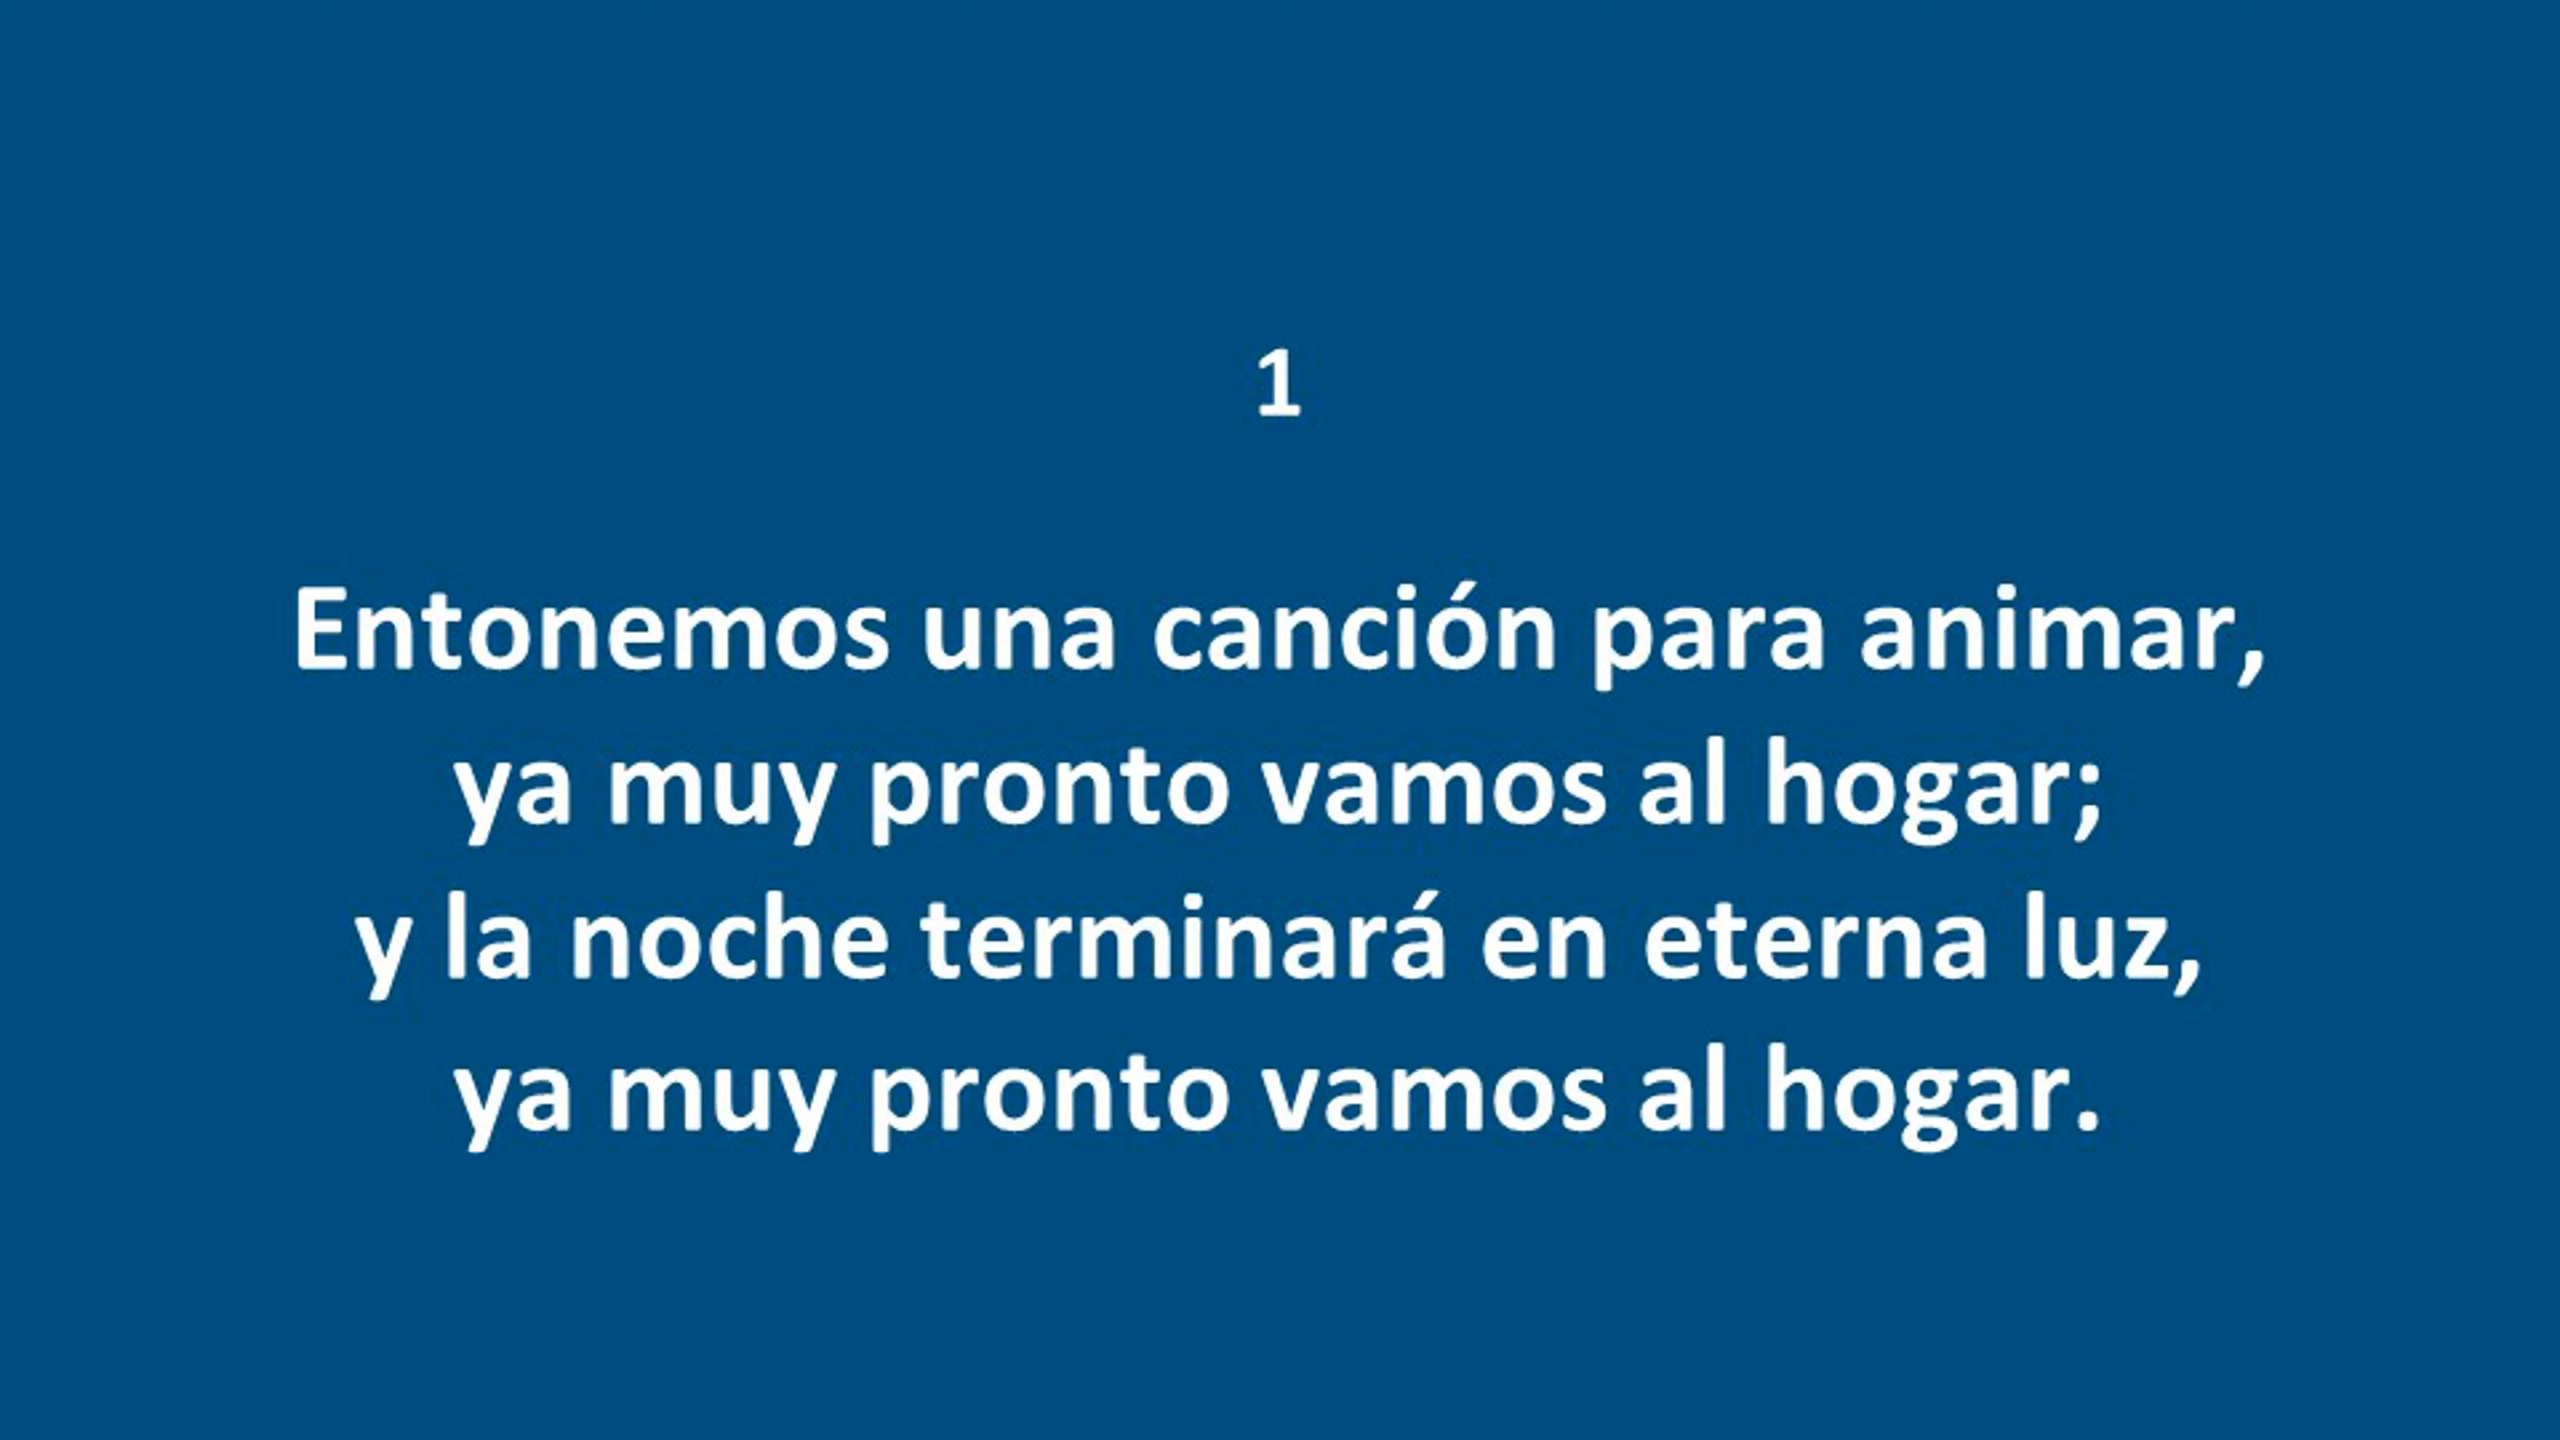 1
Entonemos una canción para animar,
ya muy pronto vamos al hogar;
y la noche terminará en eterna luz,
ya muy pronto vamos al hogar.